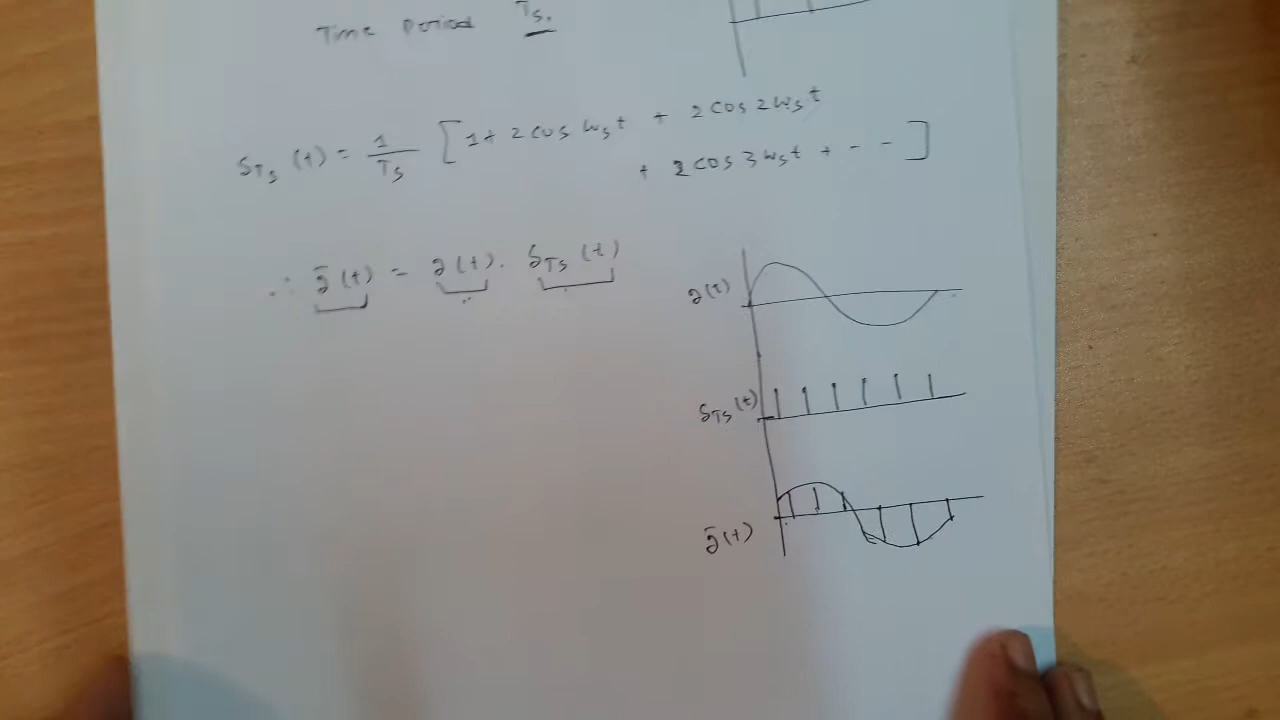 Time Period Ts.
δTs (t) = 1/Ts [ 1 + 2 cos ωst + 2 cos 2ωst
+ 2 cos 3ωst + - - ]
∴ ḡ(t) = g(t) . δTs (t)
g(t)
δTs (t)
ḡ(t)